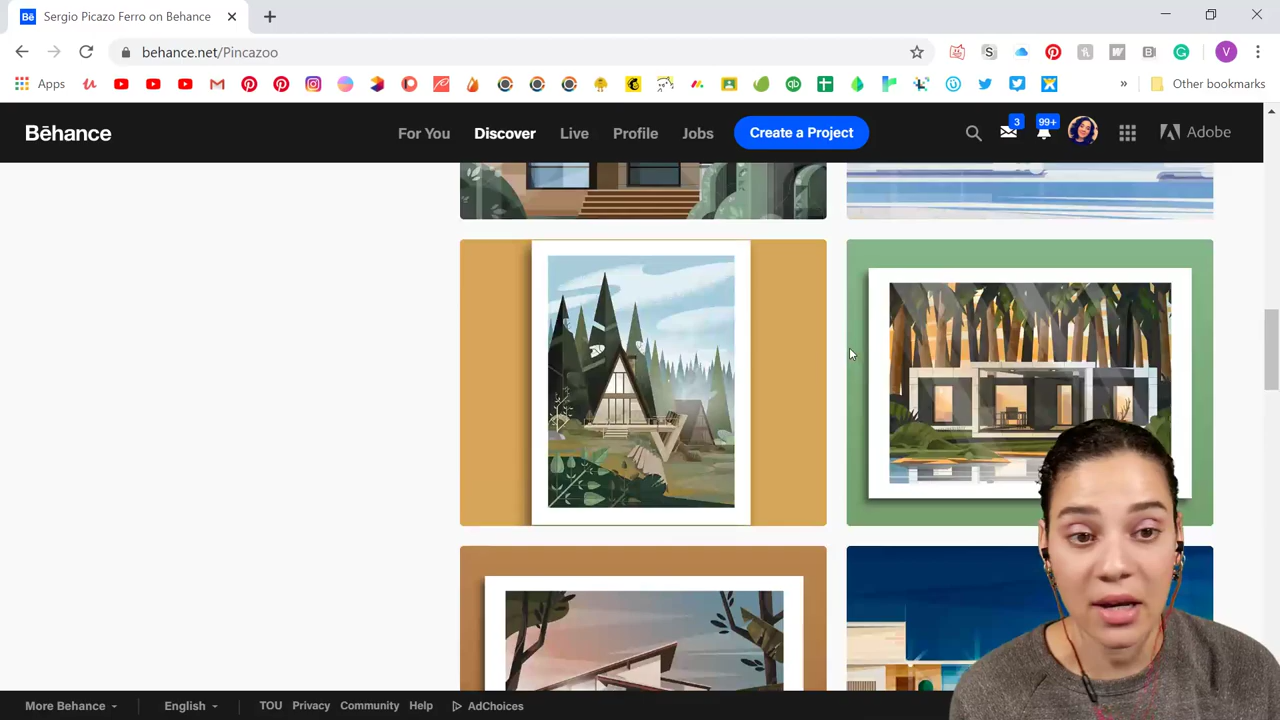 Bē Sergio Picazo Ferro on Behance
behance.net/Pincazoo
V
Apps
Other bookmarks
Bēhance For You Discover Live Profile Jobs Create a Project 3 99+ Adobe
More Behance English TOU Privacy Community Help AdChoices